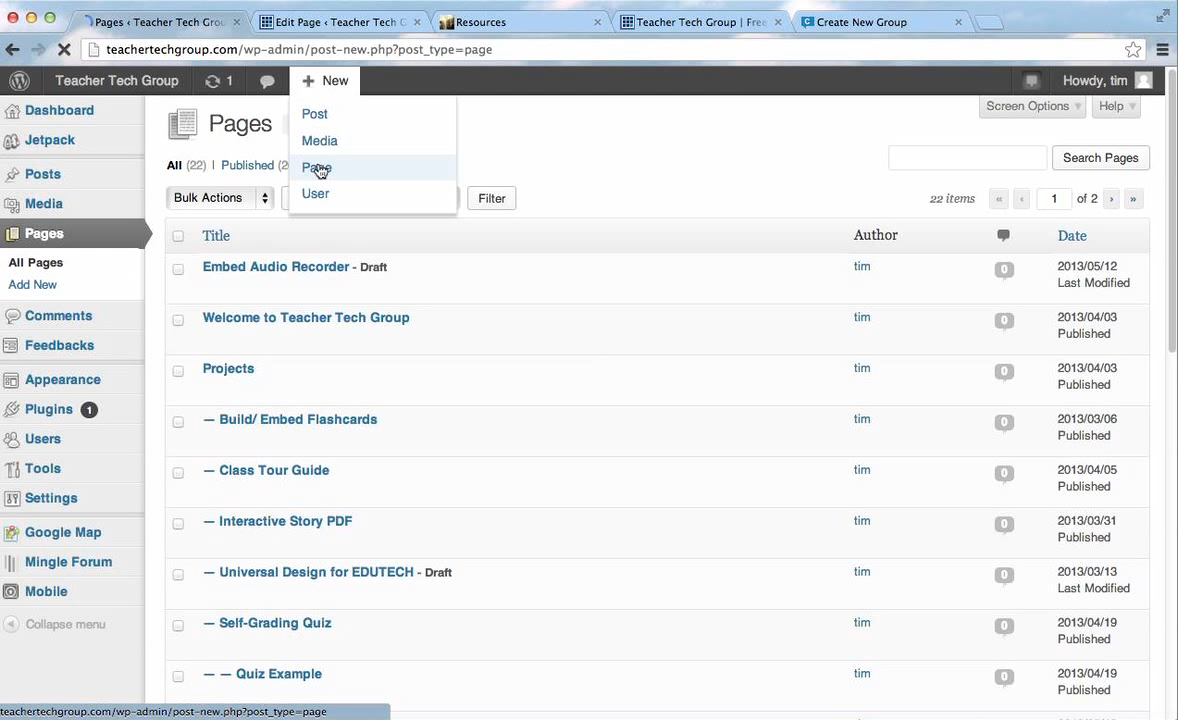 Pages ‹ Teacher Tech Grou
Edit Page ‹ Teacher Tech G
Resources
Teacher Tech Group | Free
Create New Group
teachertechgroup.com/wp-admin/post-new.php?post_type=page
Teacher Tech Group 1 New Howdy, tim
Post
Media
Page
User
Dashboard
Jetpack
Posts
Media
Pages
All Pages
Add New
Comments
Feedbacks
Appearance
Plugins 1
Users
Tools
Settings
Google Map
Mingle Forum
Mobile
Collapse menu
Pages
Screen Options Help
All (22) | Published (2
Search Pages
Bulk Actions Filter 22 items « ‹ 1 of 2 › »
Title Author Date
Embed Audio Recorder - Draft tim 0 2013/05/12
Last Modified
Welcome to Teacher Tech Group tim 0 2013/04/03
Published
Projects tim 0 2013/04/03
Published
— Build/ Embed Flashcards tim 0 2013/03/06
Published
— Class Tour Guide tim 0 2013/04/05
Published
— Interactive Story PDF tim 0 2013/03/31
Published
— Universal Design for EDUTECH - Draft tim 0 2013/03/13
Last Modified
— Self-Grading Quiz tim 0 2013/04/19
Published
— — Quiz Example tim 0 2013/04/19
Published
teachertechgroup.com/wp-admin/post-new.php?post_type=page